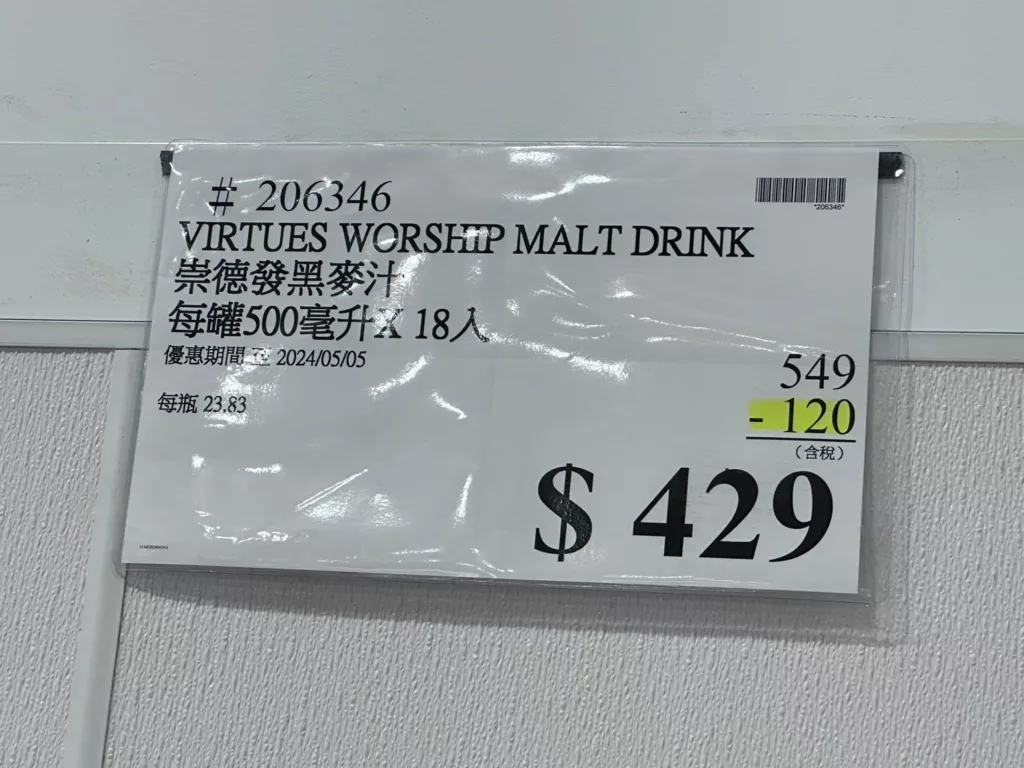 # 206346
*206346*
VIRTUES WORSHIP MALT DRINK
崇德發黑麥汁
每罐500毫升X 18入
優惠期間 至 2024/05/05
549
每瓶 23.83
- 120
(含稅)
$ 429